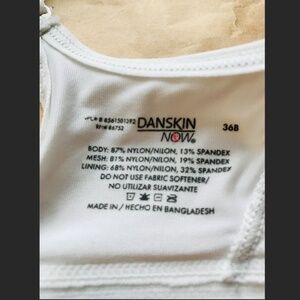 DANSKIN
NOW®
36B
BODY: 87% NYLON/NILON, 13% SPANDEX
MESH: 81% NYLON/NILON, 19% SPANDEX
LINING: 68% NYLON/NILON, 32% SPANDEX
DO NOT USE FABRIC SOFTENER/
NO UTILIZAR SUAVIZANTE
MADE IN / HECHO EN BANGLADESH